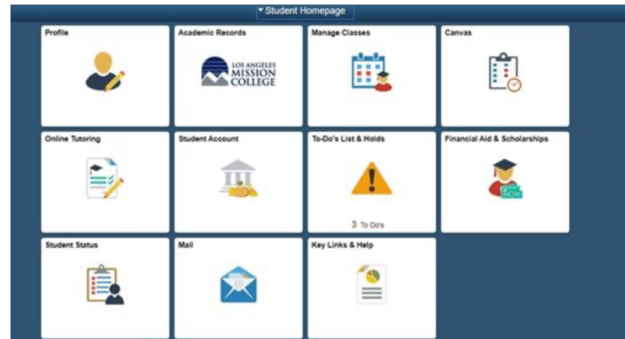 Student Homepage
Profile
Academic Records
Manage Classes
Canvas
LOS ANGELES
MISSION
COLLEGE
Online Tutoring
Student Account
To-Do's List & Holds
Financial Aid & Scholarships
3 To Do's
Student Status
Mail
Key Links & Help